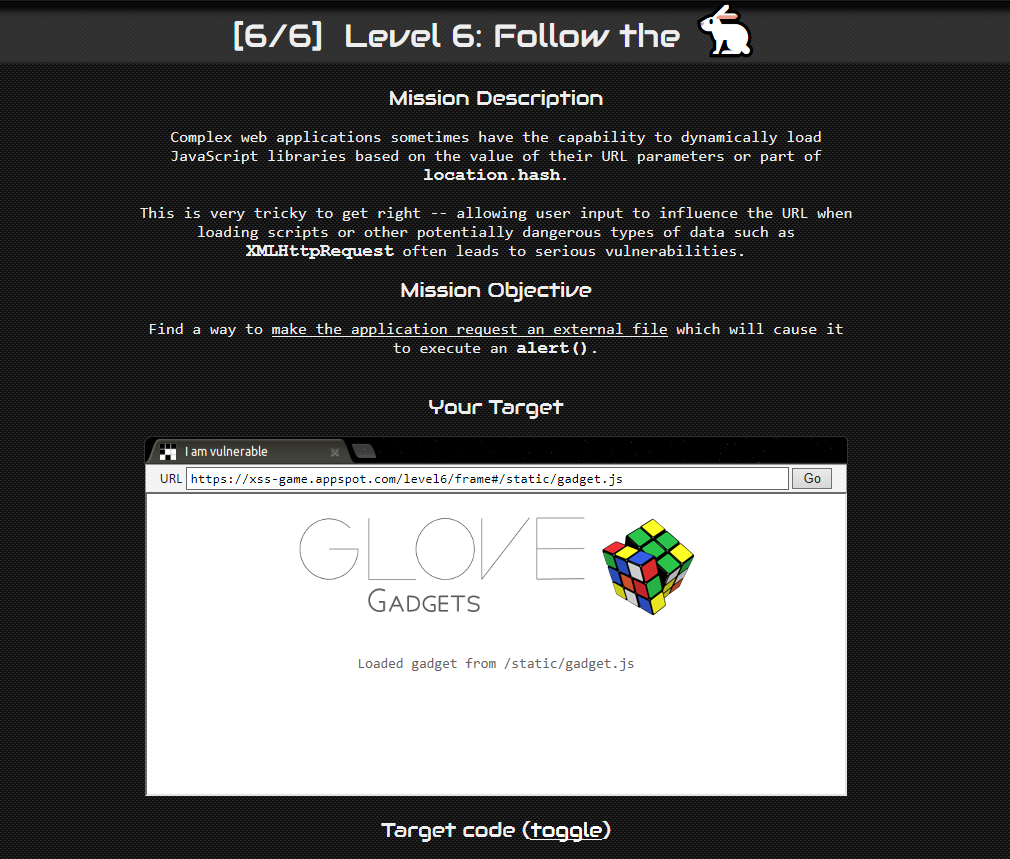 [6/6] Level 6: Follow the
Mission Description
Complex web applications sometimes have the capability to dynamically load
JavaScript libraries based on the value of their URL parameters or part of
location.hash.
This is very tricky to get right -- allowing user input to influence the URL when
loading scripts or other potentially dangerous types of data such as
XMLHttpRequest often leads to serious vulnerabilities.
Mission Objective
Find a way to make the application request an external file which will cause it
to execute an alert().
Your Target
I am vulnerable
URL https://xss-game.appspot.com/level6/frame#/static/gadget.js Go
GLOVE
GADGETS
Loaded gadget from /static/gadget.js
Target code (toggle)